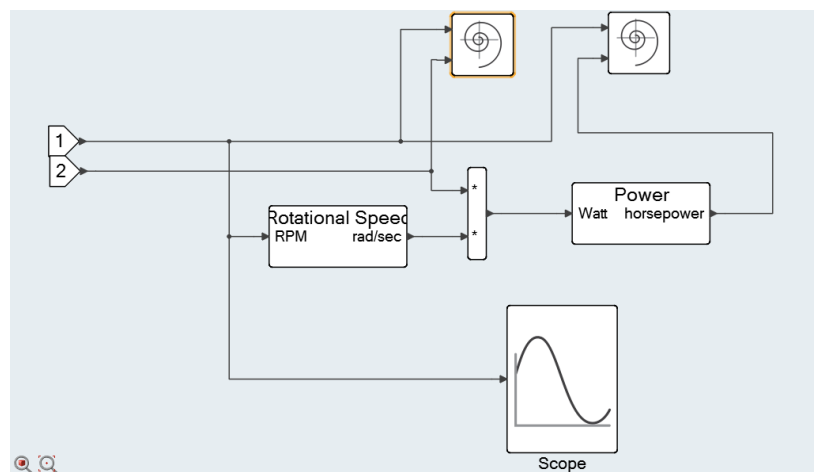 1
2
*
*
Rotational Speed
RPM rad/sec
Power
Watt horsepower
Scope